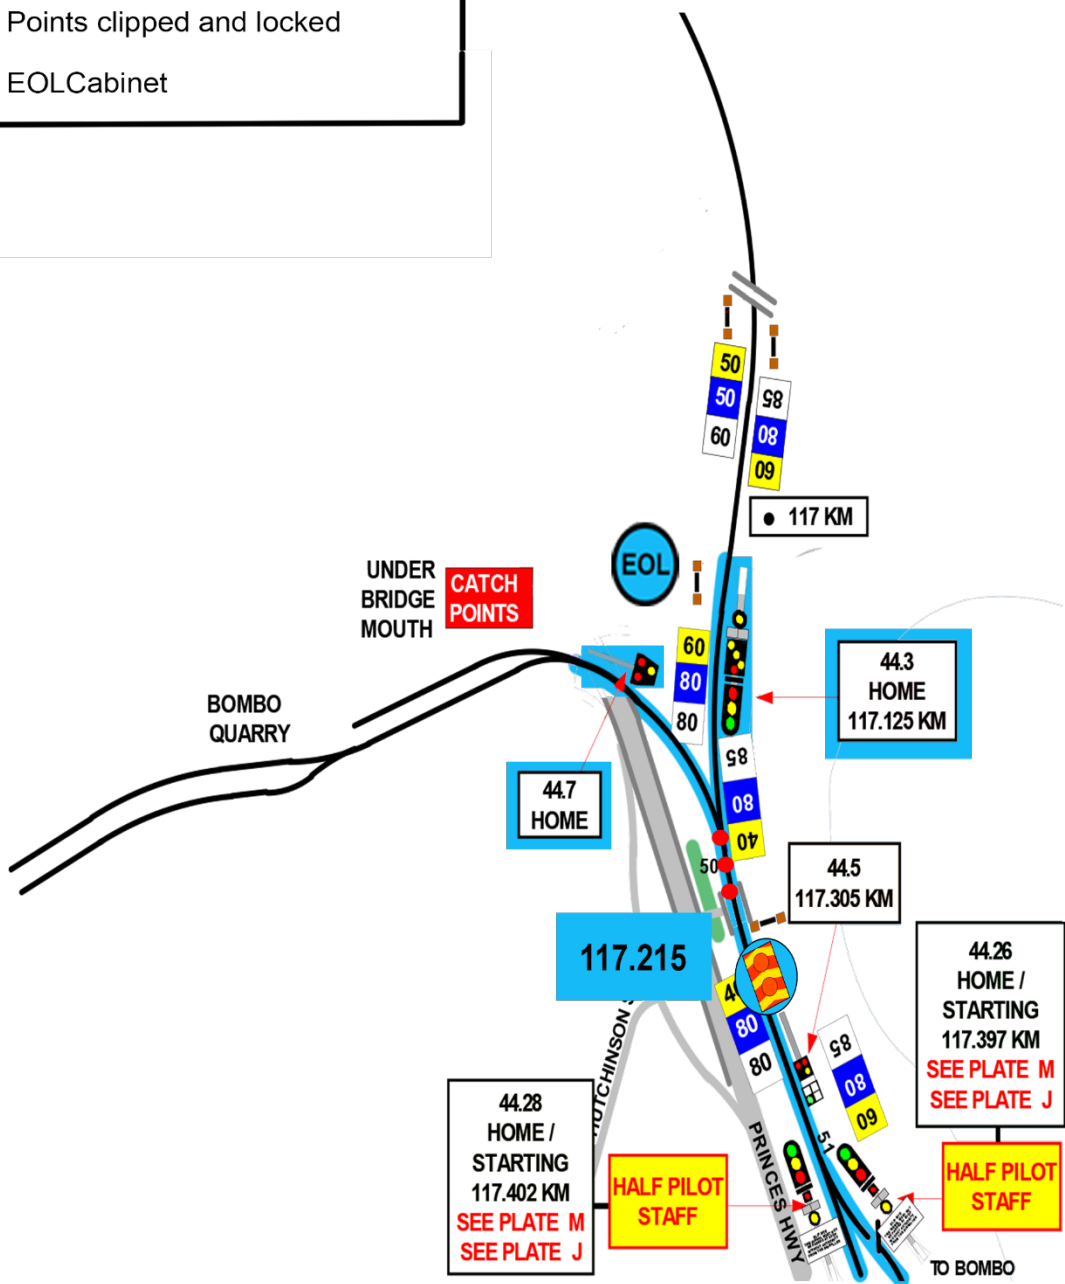 Points clipped and locked
EOLCabinet
50
50
60
85
80
60
117 KM
EOL
UNDER
BRIDGE
MOUTH
CATCH
POINTS
60
80
80
44.3
HOME
117.125 KM
BOMBO
QUARRY
44.7
HOME
85
80
40
50
44.5
117.305 KM
117.215
80
80
85
80
60
44.26
HOME /
STARTING
117.397 KM
SEE PLATE M
SEE PLATE J
HUTCHINSON S
44.28
HOME /
STARTING
117.402 KM
SEE PLATE M
SEE PLATE J
HALF PILOT
STAFF
PRINCES HWY
51
HALF PILOT
STAFF
TO BOMBO